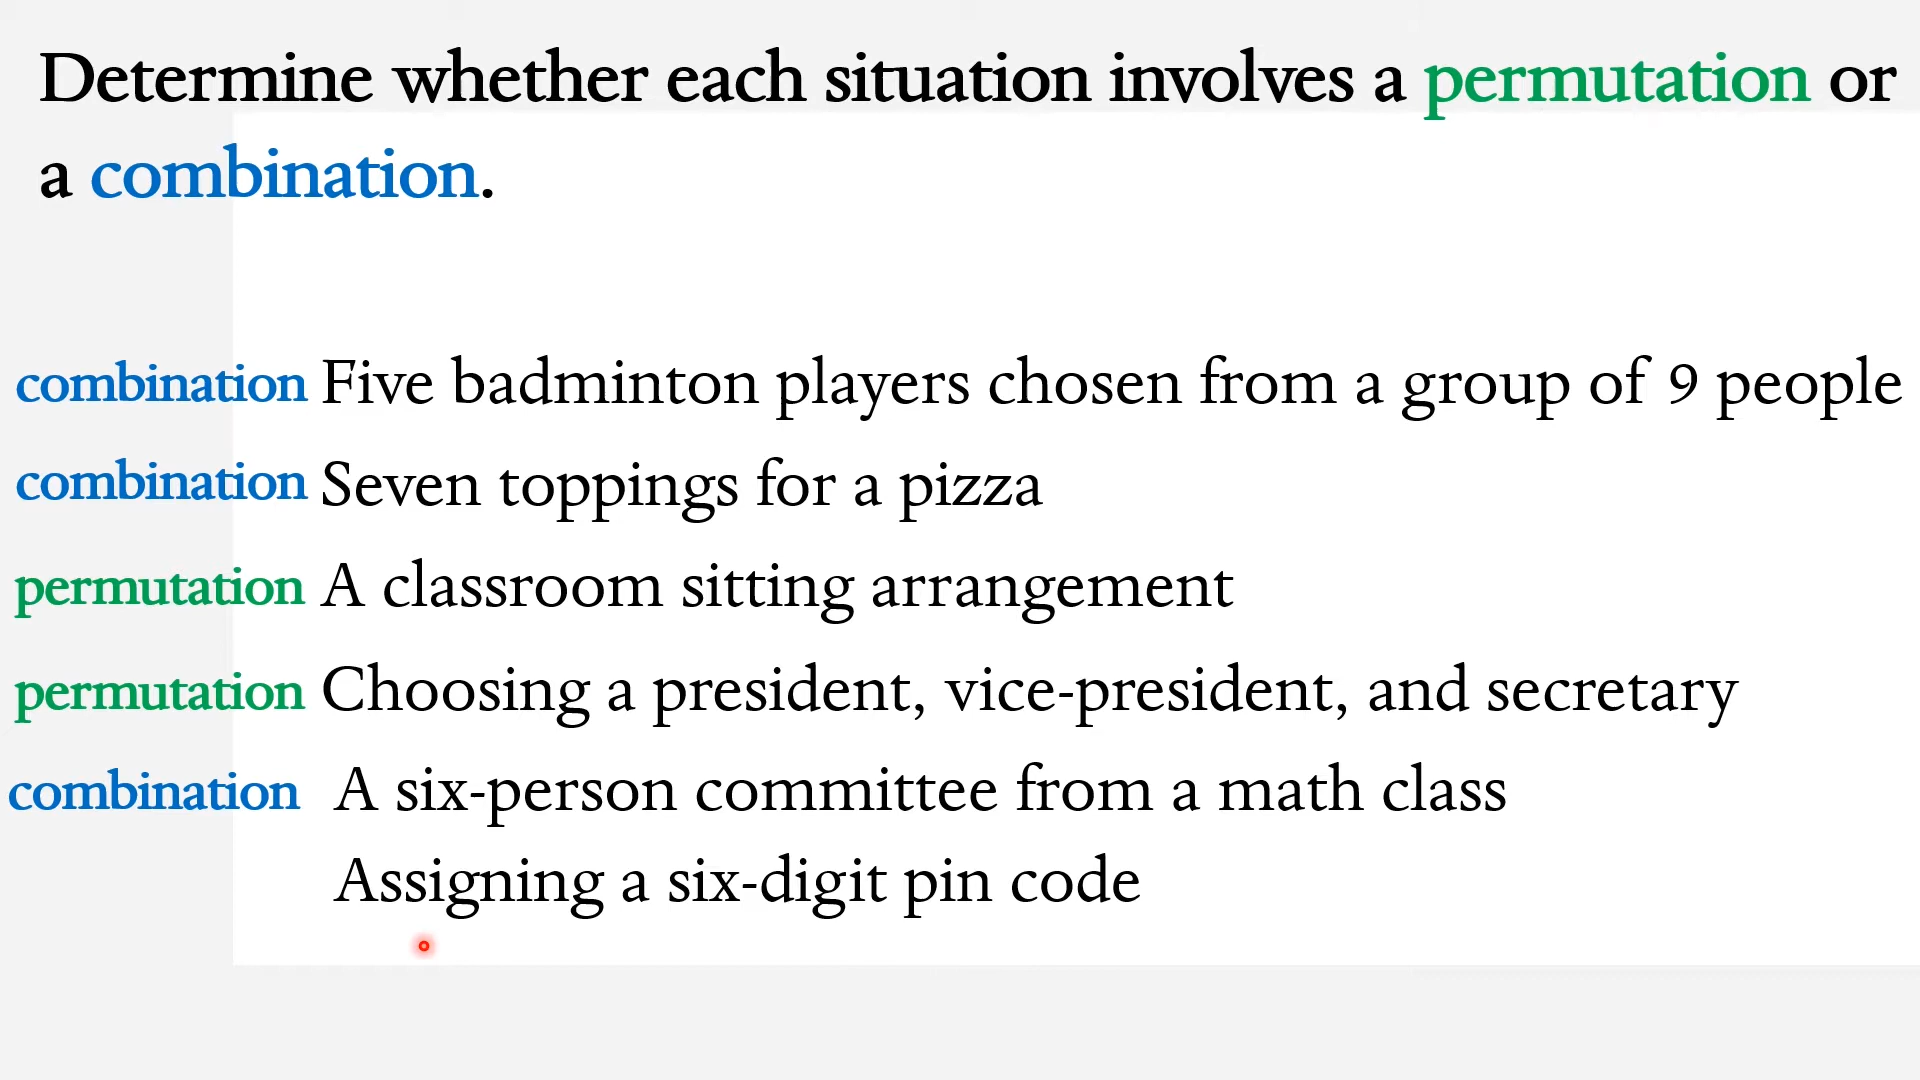 Determine whether each situation involves a permutation or
a combination.
combination Five badminton players chosen from a group of 9 people
combination Seven toppings for a pizza
permutation A classroom sitting arrangement
permutation Choosing a president, vice-president, and secretary
combination A six-person committee from a math class
Assigning a six-digit pin code